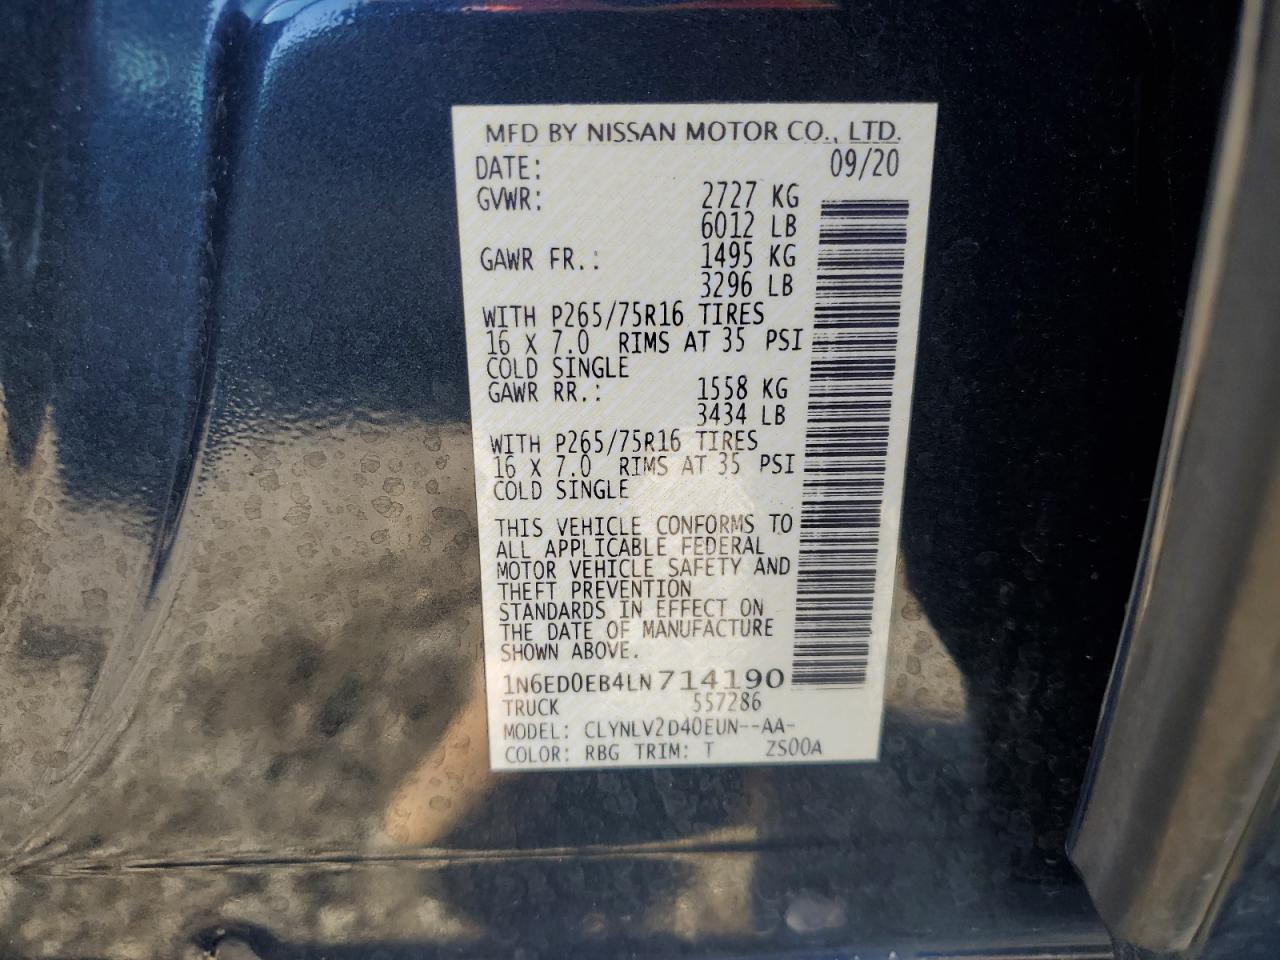 MFD BY NISSAN MOTOR CO., LTD.
DATE: 09/20
GVWR: 2727 KG
6012 LB
GAWR FR.: 1495 KG
3296 LB
WITH P265/75R16 TIRES
16 X 7.0 RIMS AT 35 PSI
COLD SINGLE
GAWR RR.: 1558 KG
3434 LB
WITH P265/75R16 TIRES
16 X 7.0 RIMS AT 35 PSI
COLD SINGLE
THIS VEHICLE CONFORMS TO
ALL APPLICABLE FEDERAL
MOTOR VEHICLE SAFETY AND
THEFT PREVENTION
STANDARDS IN EFFECT ON
THE DATE OF MANUFACTURE
SHOWN ABOVE.
1N6ED0EB4LN714190
TRUCK 557286
MODEL: CLYNLV2D40EUN--AA-
COLOR: RBG TRIM: T ZS00A